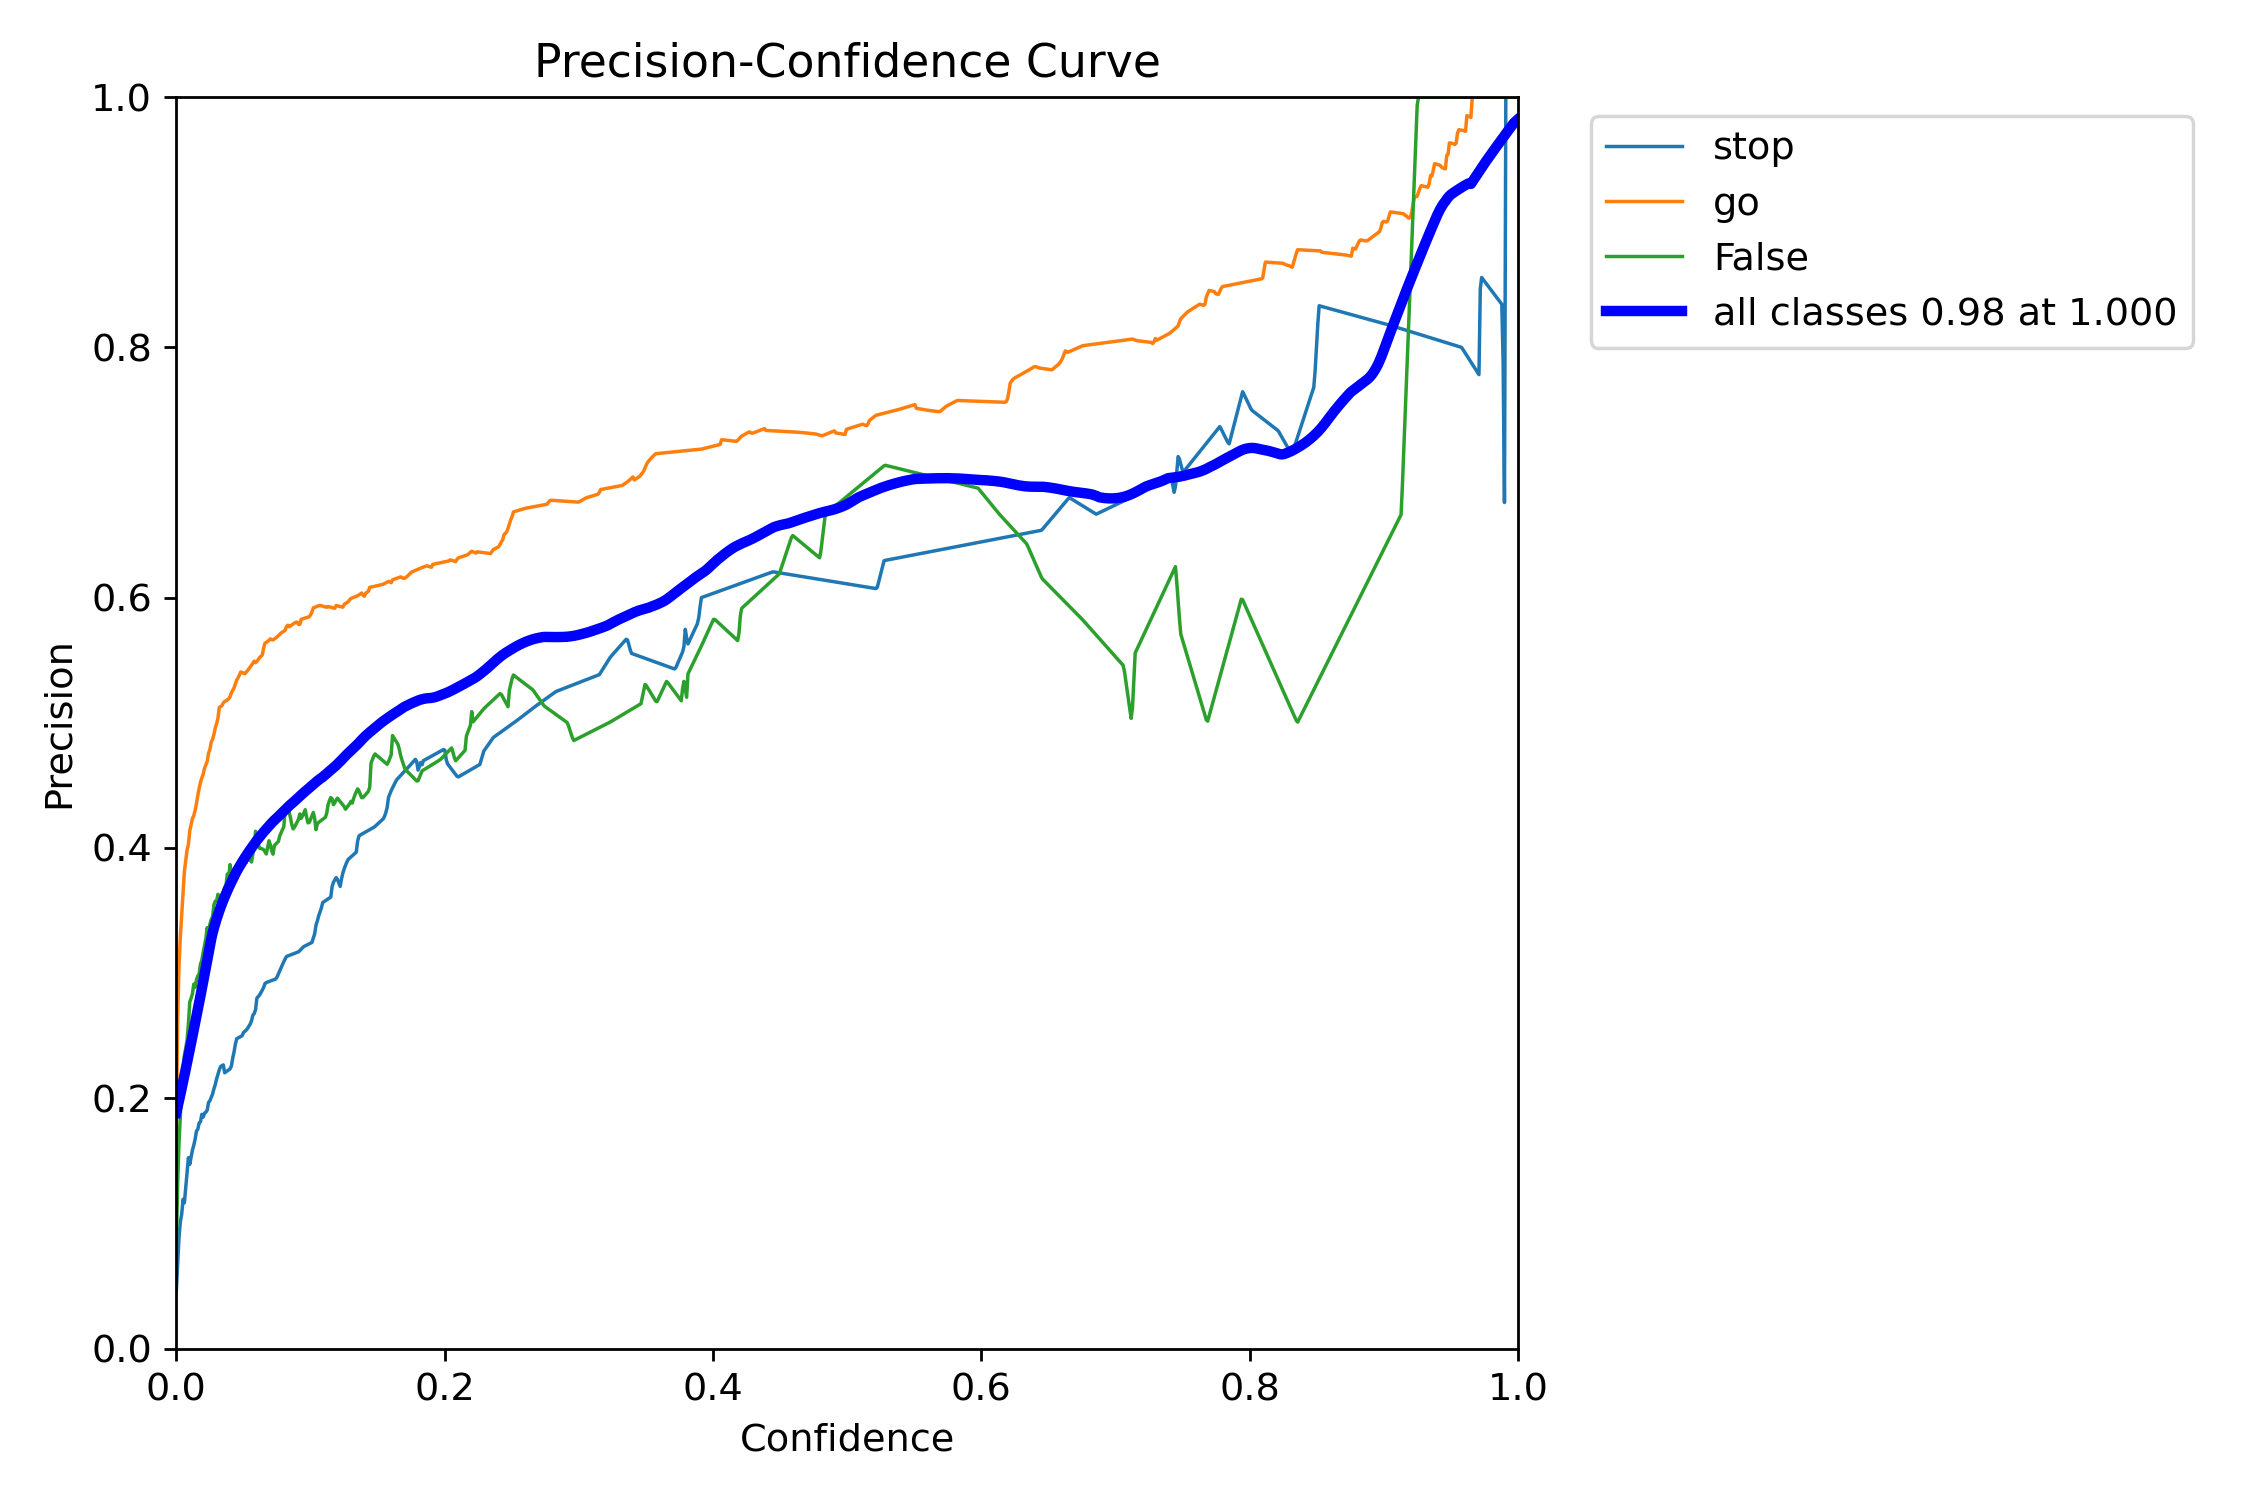 Precision-Confidence Curve
1.0
0.8
0.6
0.4
0.2
0.0
Precision
0.0 0.2 0.4 0.6 0.8 1.0
Confidence
stop
go
False
all classes 0.98 at 1.000